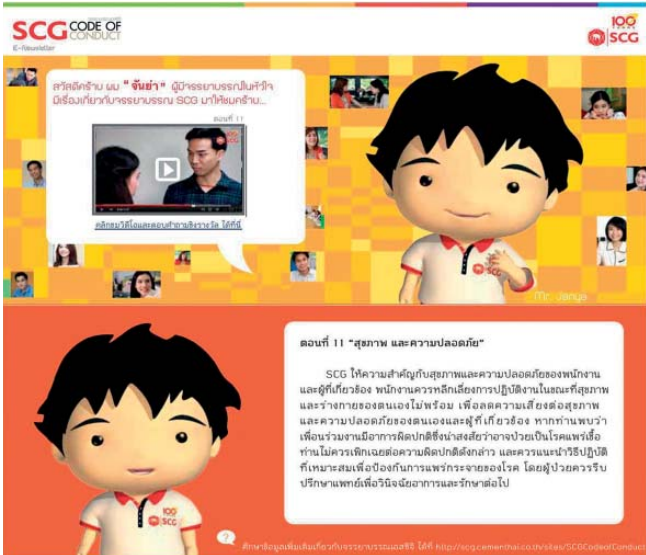 SCG CODE OF
CONDUCT
E-Newsletter
100
YEARS
SCG
สวัสดีคร้าบ ผม "จันย่า" ผู้มีจรรยาบรรณในหัวใจ
มีเรื่องเกี่ยวกับจรรยาบรรณ SCG มาให้ชมคร้าบ...
ตอนที่ 11
คลิกชมวิดีโอและตอบคำถามชิงรางวัล ได้ที่นี่
SCG
Mr. Janya
ตอนที่ 11 "สุขภาพ และความปลอดภัย"
SCG ให้ความสำคัญกับสุขภาพและความปลอดภัยของพนักงาน
และผู้ที่เกี่ยวข้อง พนักงานควรหลีกเลี่ยงการปฏิบัติงานในขณะที่สุขภาพ
และร่างกายของตนเองไม่พร้อม เพื่อลดความเสี่ยงต่อสุขภาพ
และความปลอดภัยของตนเองและผู้ที่เกี่ยวข้อง หากท่านพบว่า
เพื่อนร่วมงานมีอาการผิดปกติซึ่งน่าสงสัยว่าอาจป่วยเป็นโรคแพร่เชื้อ
ท่านไม่ควรเพิกเฉยต่อความผิดปกติดังกล่าว และควรแนะนำวิธีปฏิบัติ
ที่เหมาะสมเพื่อป้องกันการแพร่กระจายของโรค โดยผู้ป่วยควรรีบ
ปรึกษาแพทย์เพื่อวินิจฉัยอาการและรักษาต่อไป
100
SCG
?
ศึกษาข้อมูลเพิ่มเติมเกี่ยวกับจรรยาบรรณเอสซีจี ได้ที่ http://scg.cementhai.co.th/sites/SCGCodeofConduct